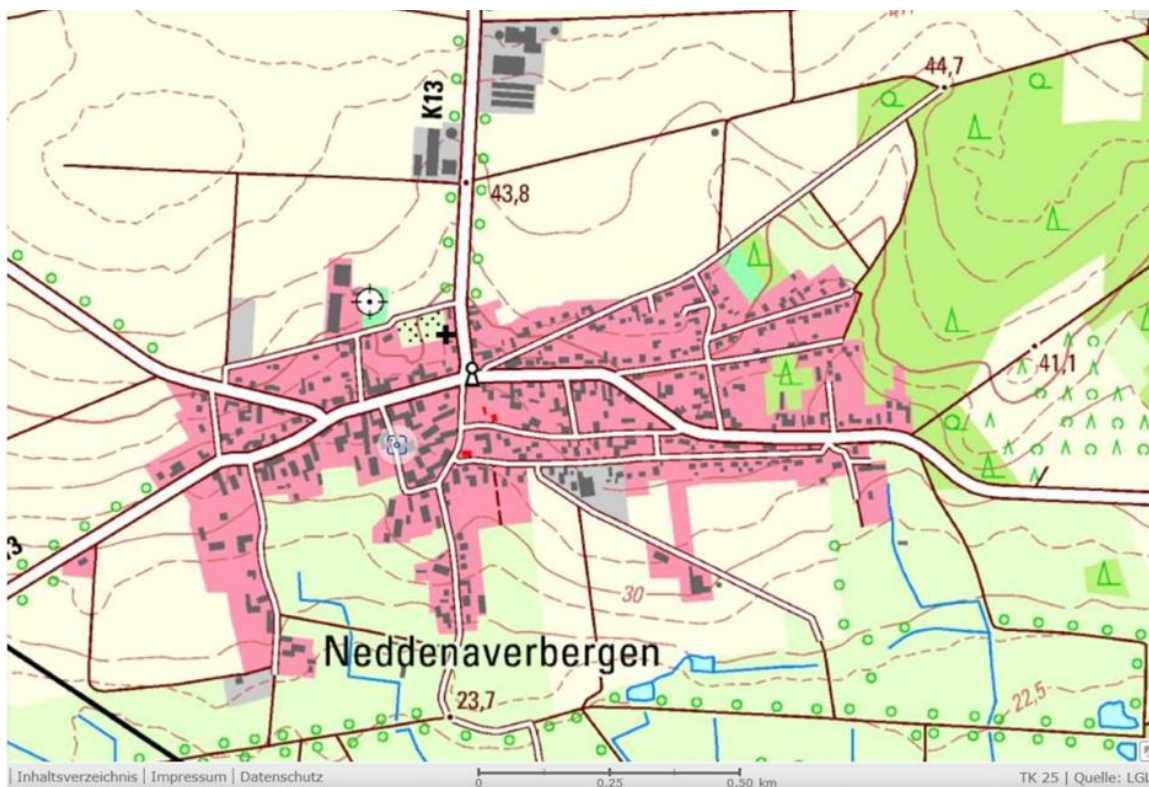 44,7
K13
43,8
41,1
30
Neddenaverbergen
23,7
22,5
| Inhaltsverzeichnis | Impressum | Datenschutz
0 0.25 0.50 km
TK 25 | Quelle: LGL